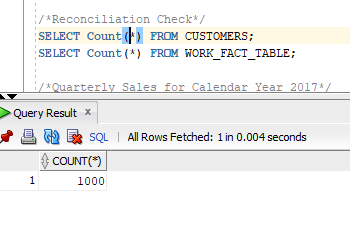 /*Reconciliation Check*/
SELECT Count(*) FROM CUSTOMERS;
SELECT Count(*) FROM WORK_FACT_TABLE;
/*Quarterly Sales for Calendar Year 2017*/
Query Result x
SQL | All Rows Fetched: 1 in 0.004 seconds
COUNT(*)
1 1000